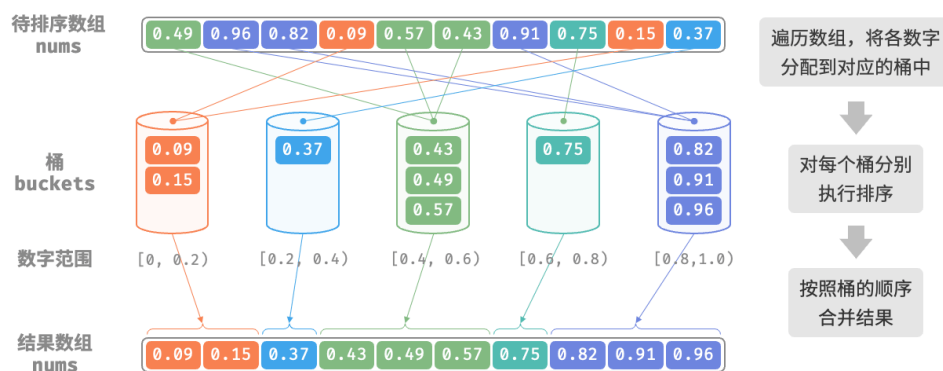 待排序数组
nums
0.49 0.96 0.82 0.09 0.57 0.43 0.91 0.75 0.15 0.37
遍历数组，将各数字
分配到对应的桶中
桶
buckets
0.09 0.37 0.43 0.75 0.82
0.15 0.49 0.91
0.57 0.96
对每个桶分别
执行排序
数字范围
[0, 0.2) [0.2, 0.4) [0.4, 0.6) [0.6, 0.8) [0.8,1.0)
按照桶的顺序
合并结果
结果数组
nums
0.09 0.15 0.37 0.43 0.49 0.57 0.75 0.82 0.91 0.96